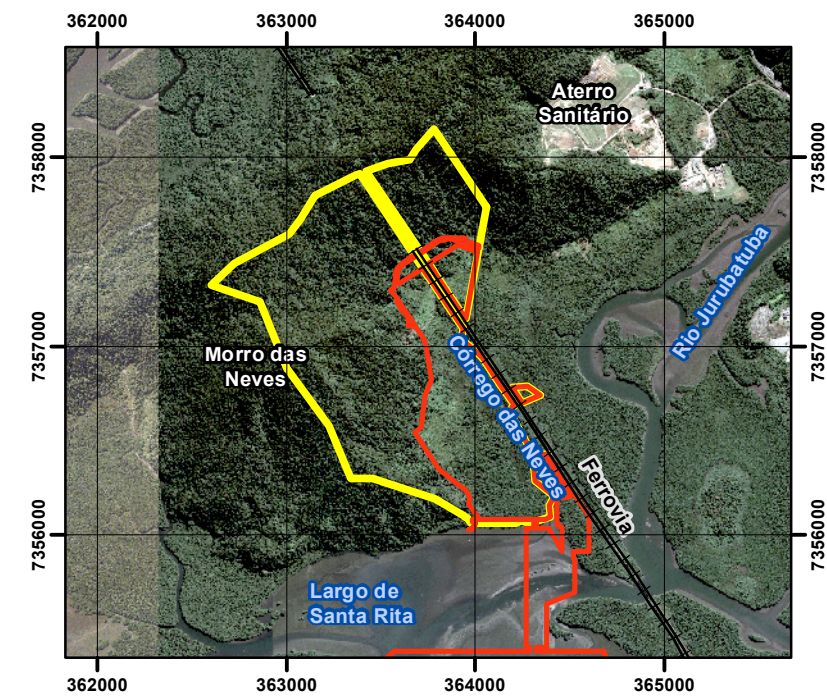 362000
363000
364000
365000
Aterro
Sanitário
7358000
7358000
Rio Jurubatuba
7357000
7357000
Morro das
Neves
Córrego das Neves
Ferrovia
7356000
7356000
Largo de
Santa Rita
362000
363000
364000
365000